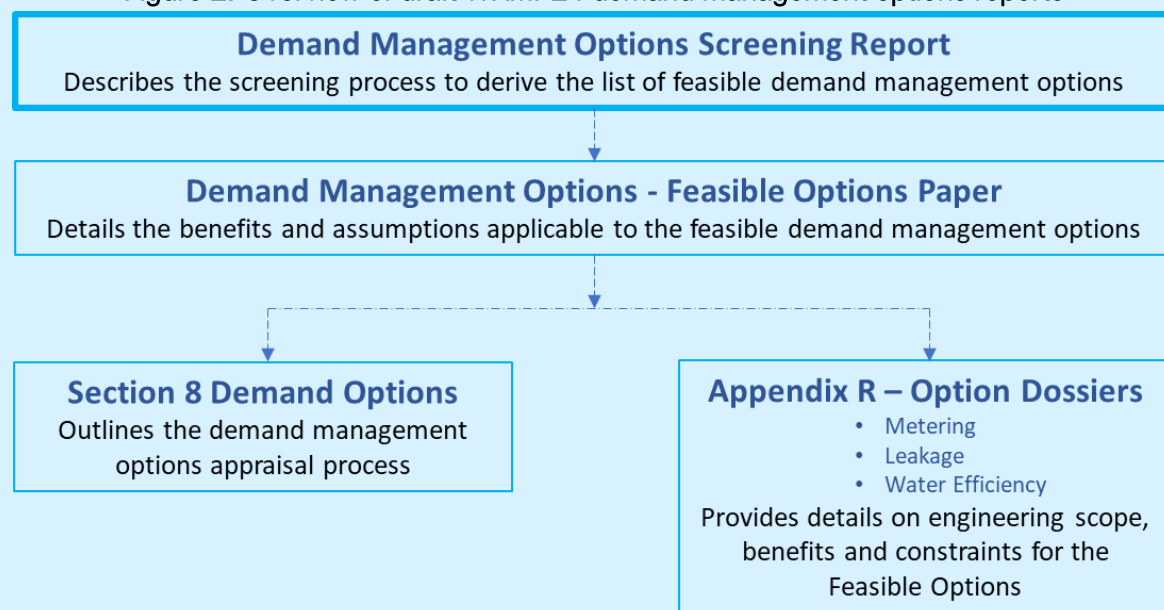 Demand Management Options Screening Report
Describes the screening process to derive the list of feasible demand management options
Demand Management Options - Feasible Options Paper
Details the benefits and assumptions applicable to the feasible demand management options
Section 8 Demand Options
Outlines the demand management
options appraisal process
Appendix R – Option Dossiers
• Metering
• Leakage
• Water Efficiency
Provides details on engineering scope,
benefits and constraints for the
Feasible Options